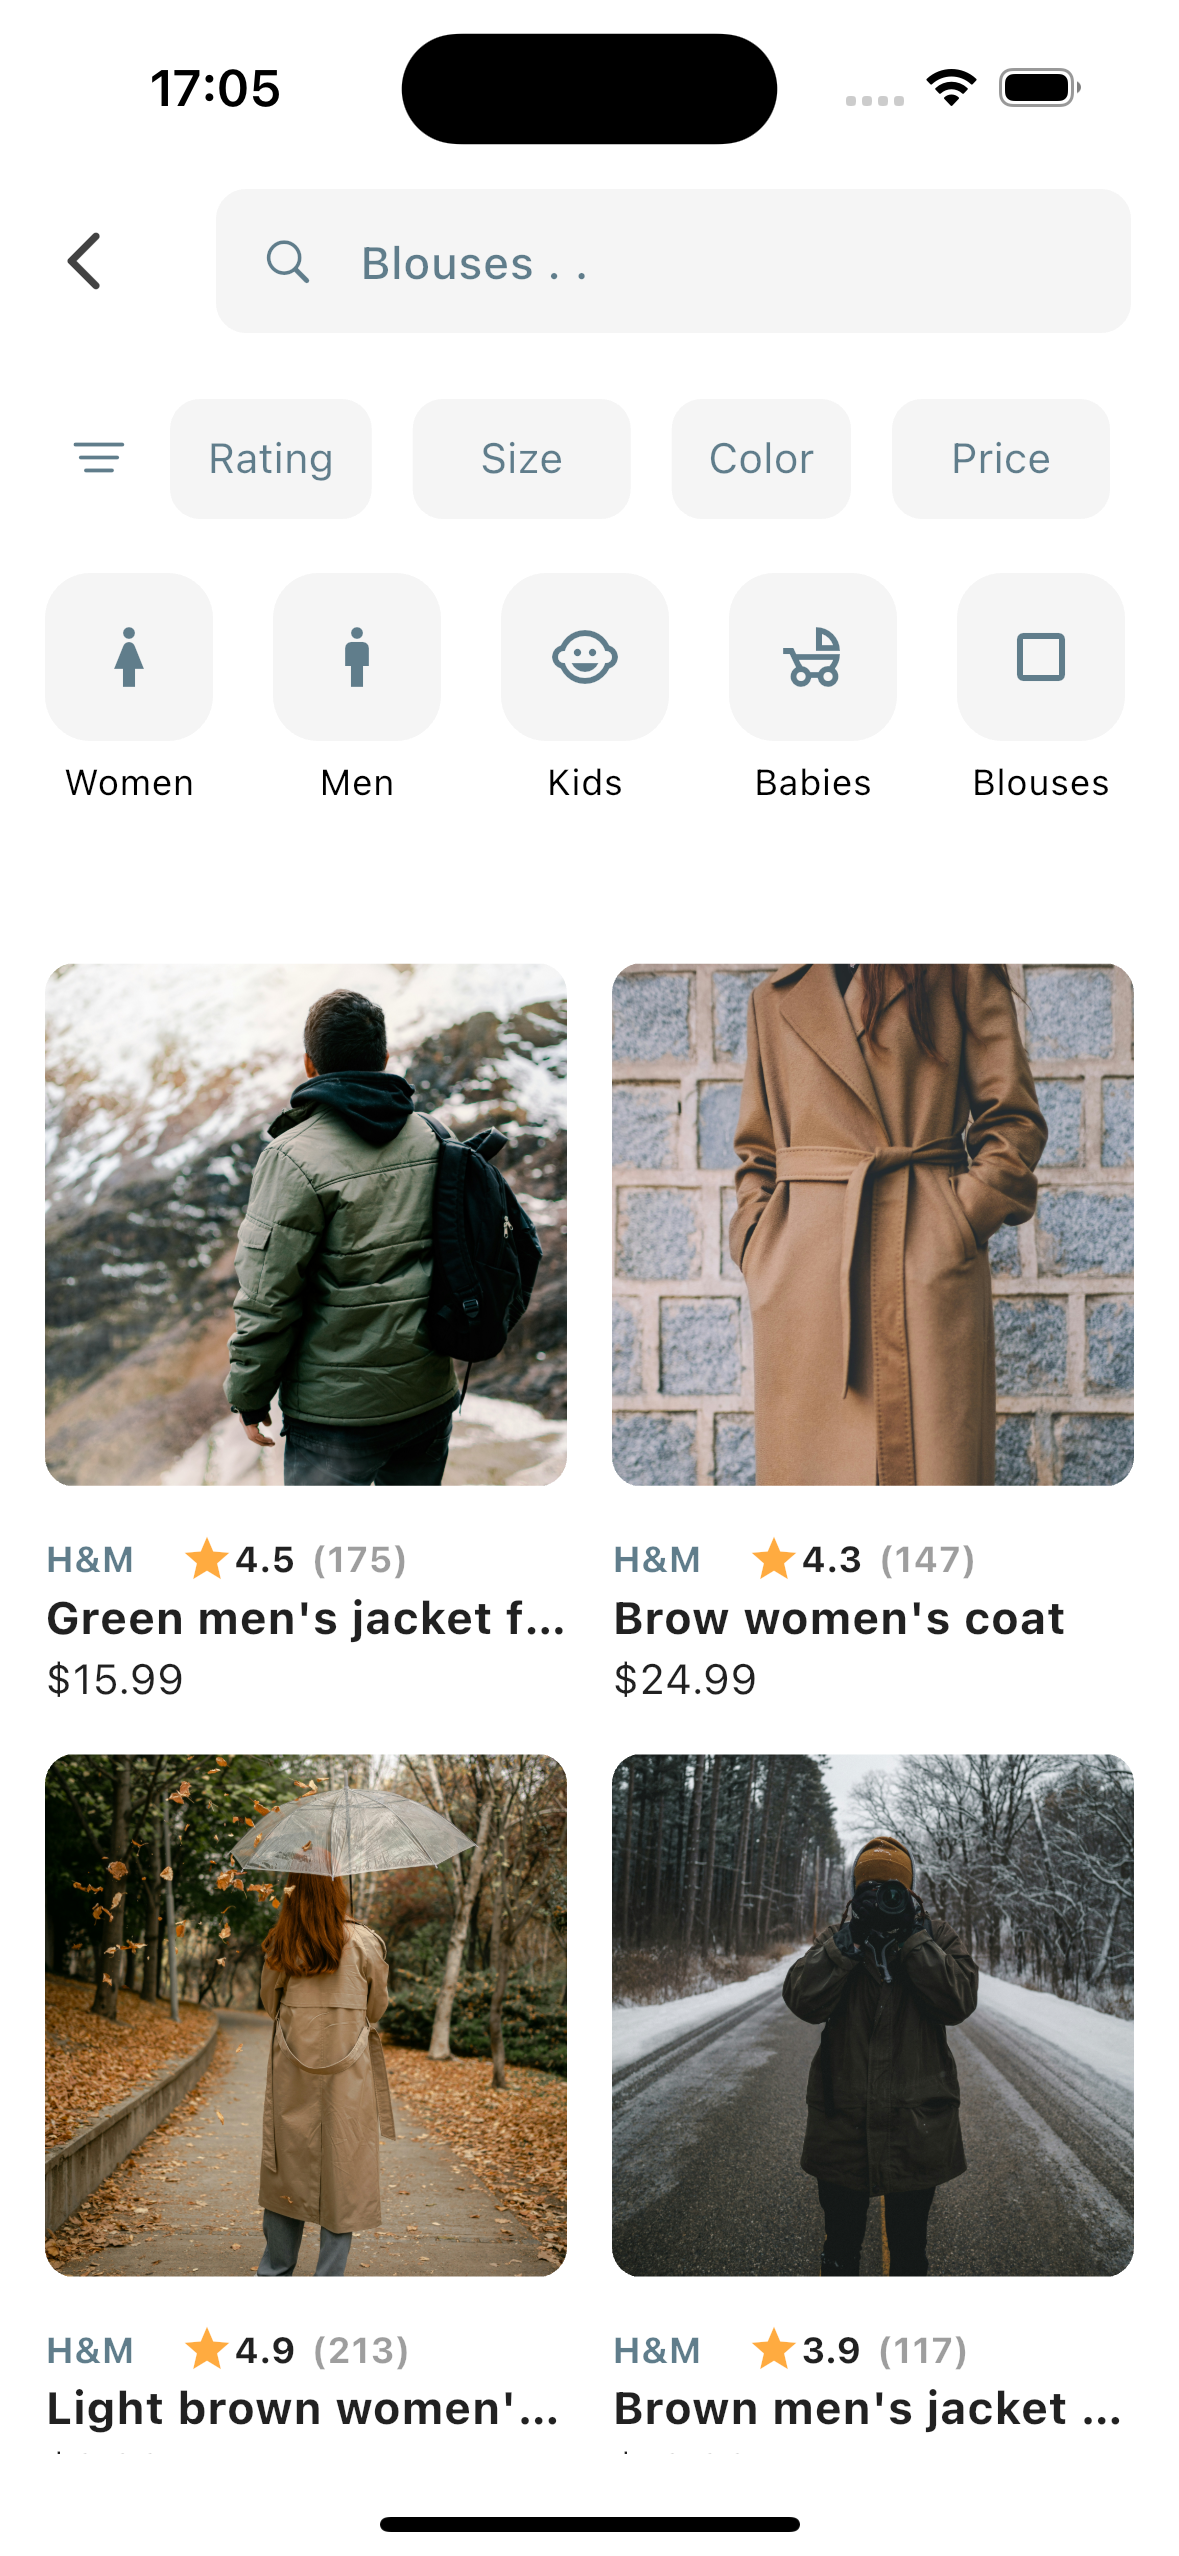 17:05
Blouses . .
Rating Size Color Price
Women Men Kids Babies Blouses
H&M 4.5 (175)
Green men's jacket f...
$15.99
H&M 4.3 (147)
Brow women's coat
$24.99
H&M 4.9 (213)
Light brown women'...
H&M 3.9 (117)
Brown men's jacket ...